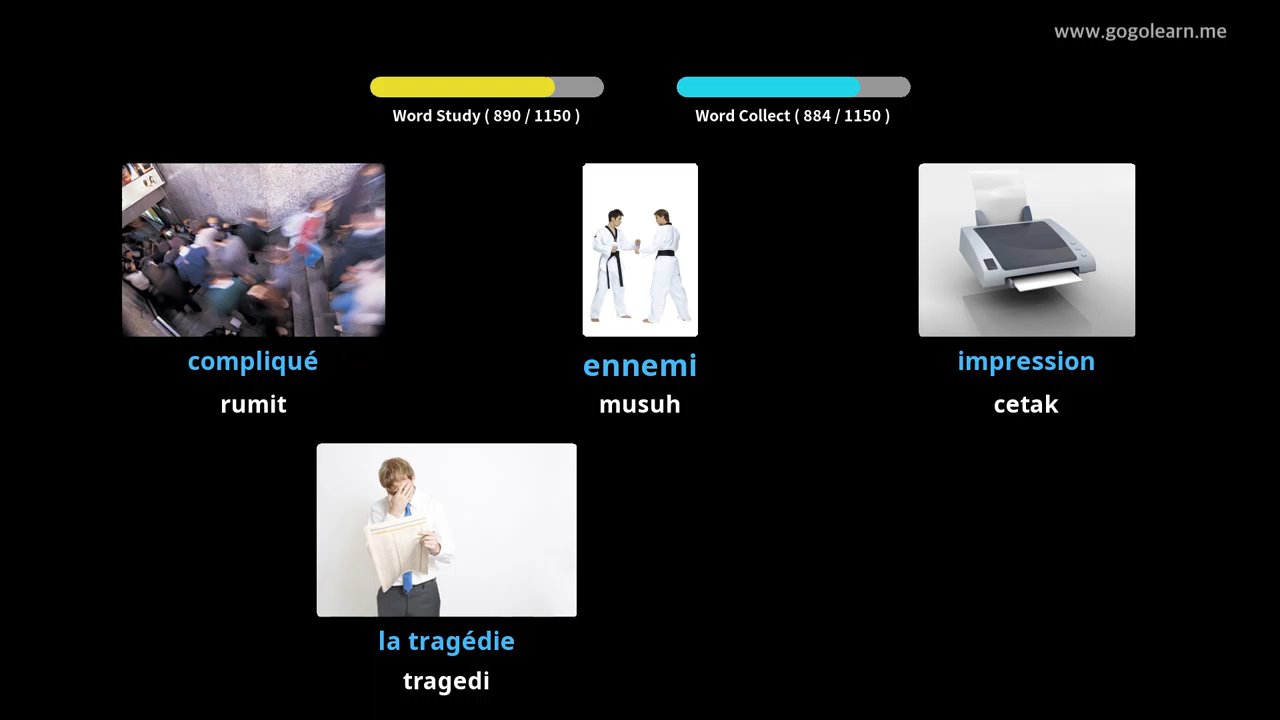 www.gogolearn.me
Word Study ( 890 / 1150 )
Word Collect ( 884 / 1150 )
compliqué
rumit
ennemi
musuh
impression
cetak
la tragédie
tragedi